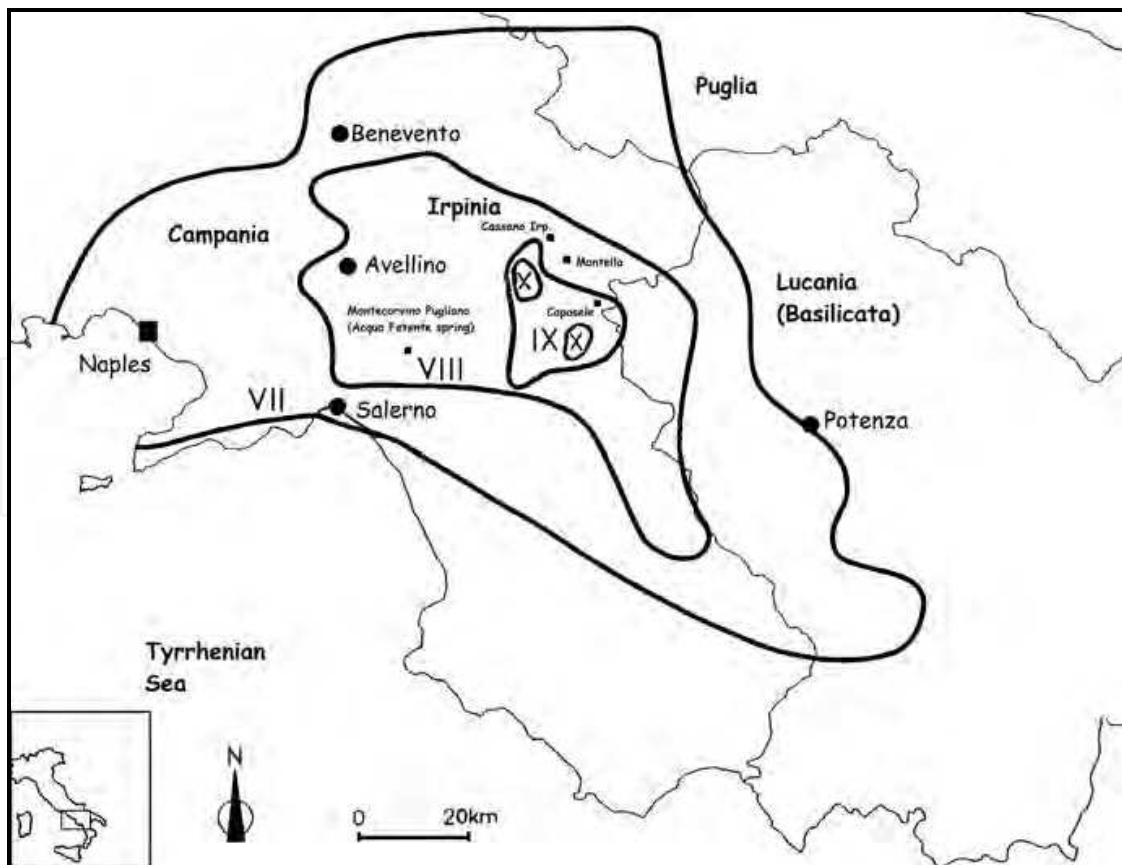 Puglia
Benevento
Irpinia
Cassano Irp.
Campania
Montella
Avellino
X
Lucania
(Basilicata)
Montecorvino Pugliano
(Acqua Fetente spring)
Caposele
Naples
IX
X
VIII
VII
Salerno
Potenza
Tyrrhenian
Sea
N
0
20km